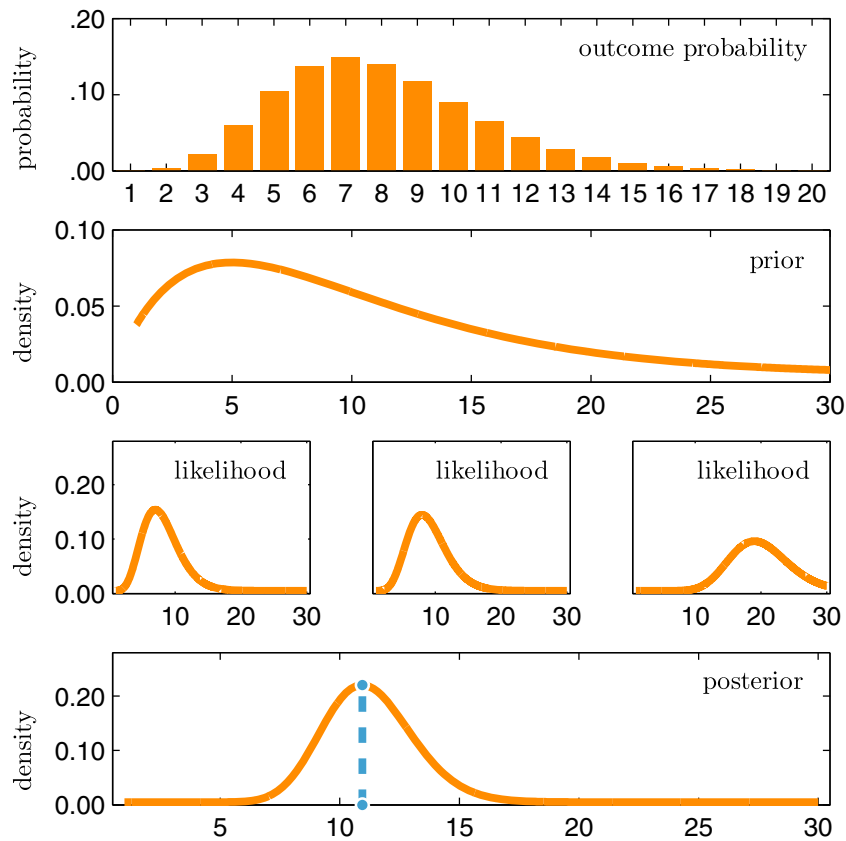 .20
.10
.00
probability
outcome probability
1 2 3 4 5 6 7 8 9 10 11 12 13 14 15 16 17 18 19 20
0.10
0.05
0.00
density
prior
0 5 10 15 20 25 30
0.20
0.10
0.00
density
likelihood
10 20 30
likelihood
10 20 30
likelihood
10 20 30
0.20
0.10
0.00
density
posterior
5 10 15 20 25 30